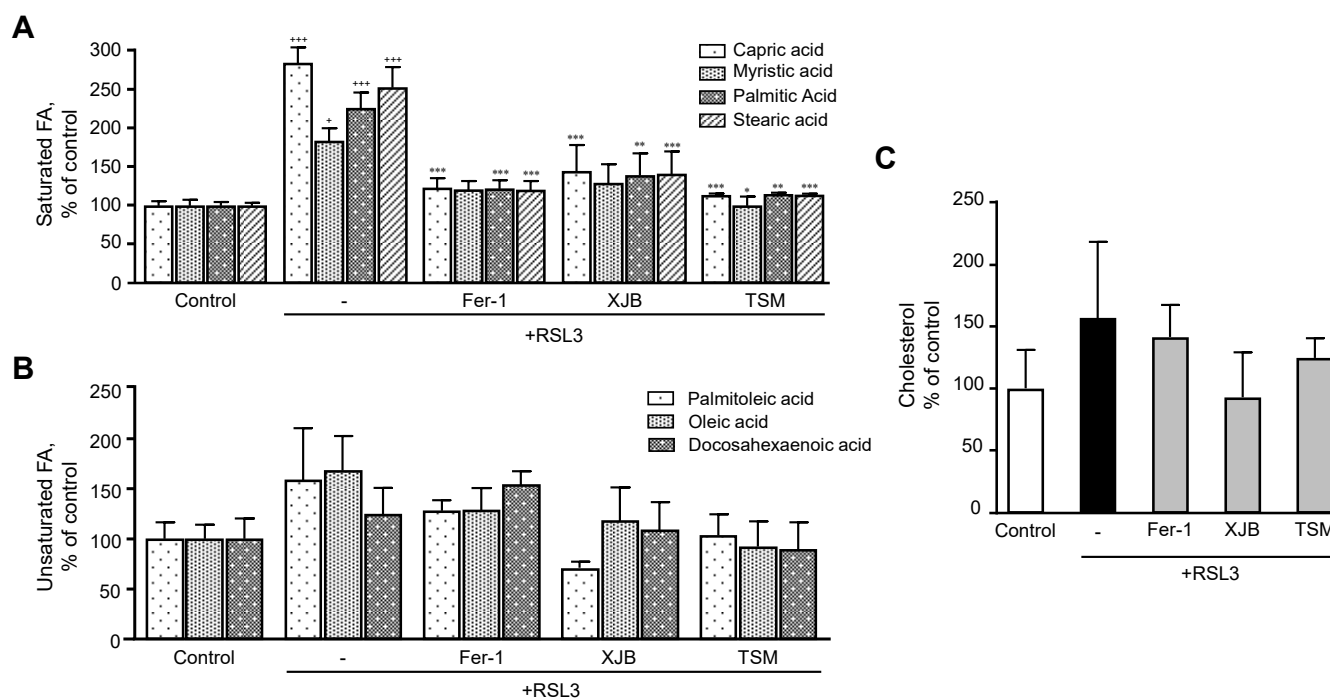 A
Saturated FA,
% of control
300
250
200
150
100
50
0
+++
+
+++
+++
***
***
***
***
**
***
***
*
**
***
Capric acid
Myristic acid
Palmitic Acid
Stearic acid
Control
-
Fer-1
XJB
TSM
+RSL3
B
Unsaturated FA,
% of control
250
200
150
100
50
0
Palmitoleic acid
Oleic acid
Docosahexaenoic acid
Control
-
Fer-1
XJB
TSM
+RSL3
C
Cholesterol
% of control
250
200
150
100
50
0
Control
-
Fer-1
XJB
TSM
+RSL3